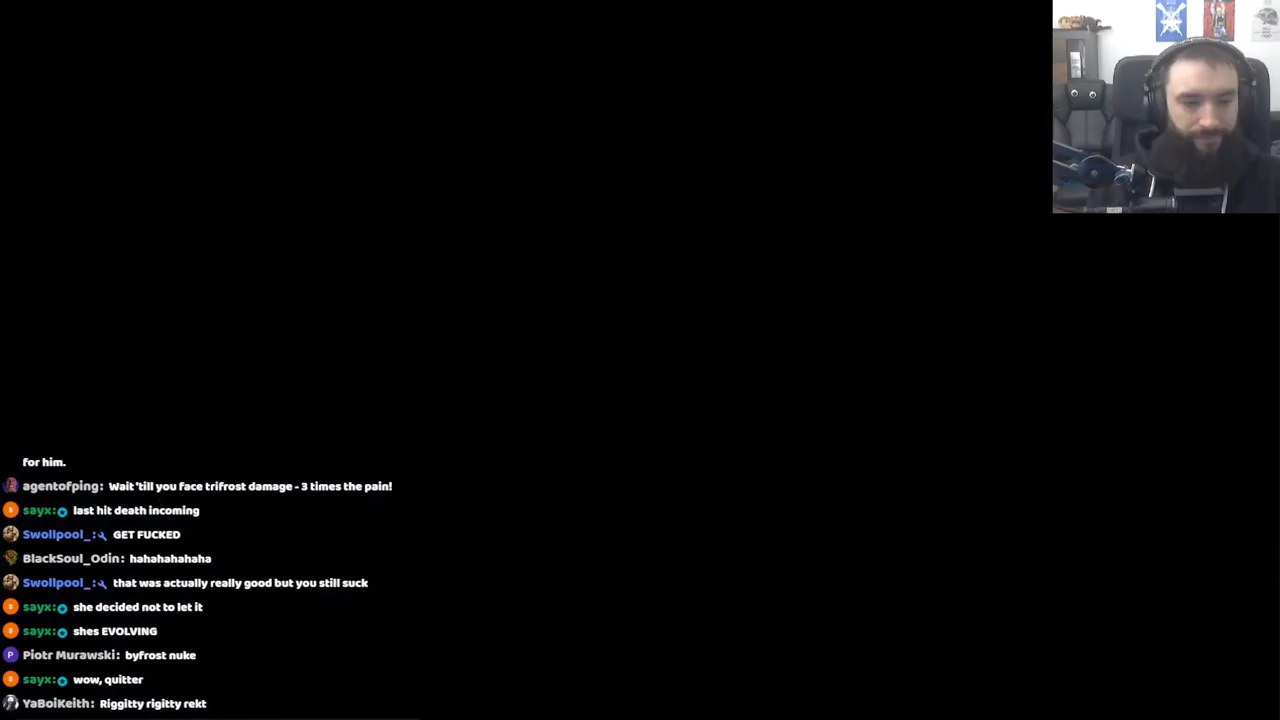 for him.
agentofping: Wait 'till you face trifrost damage - 3 times the pain!
sayx: last hit death incoming
Swollpool_: GET FUCKED
BlackSoul_Odin: hahahahahaha
Swollpool_: that was actually really good but you still suck
sayx: she decided not to let it
sayx: shes EVOLVING
Piotr Murawski: byfrost nuke
sayx: wow, quitter
YaBoiKeith: Riggitty rigitty rekt